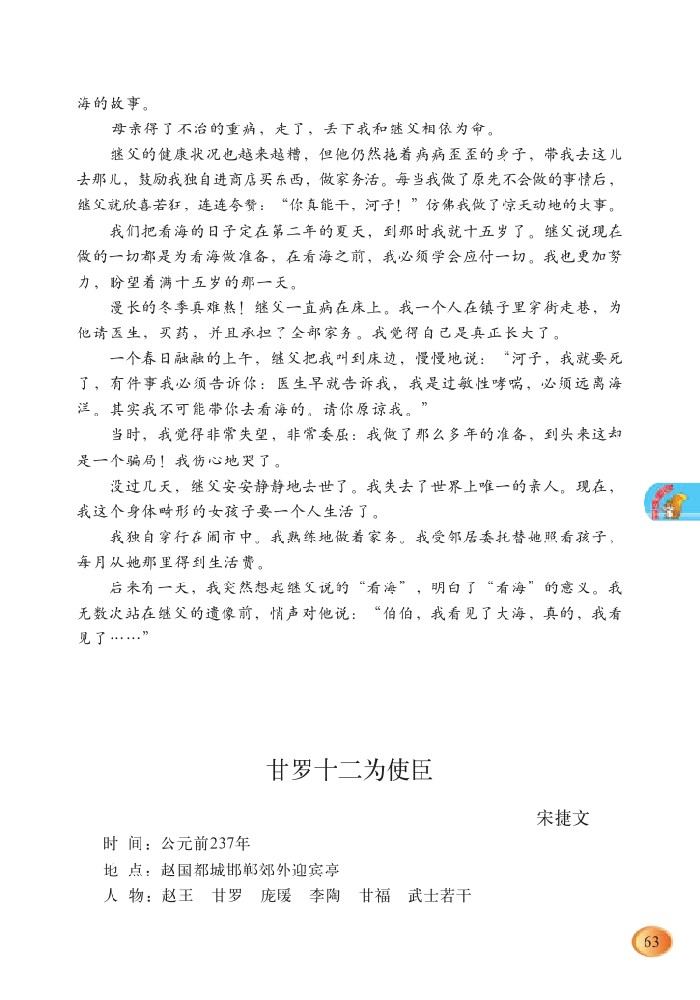 海的故事。
母亲得了不治的重病，走了，丢下我和继父相依为命。
继父的健康状况也越来越糟，但他仍然拖着病病歪歪的身子，带我去这儿
去那儿，鼓励我独自进商店买东西，做家务活。每当我做了原先不会做的事情后，
继父就欣喜若狂，连连夸赞：“你真能干，河子！”仿佛我做了惊天动地的大事。
我们把看海的日子定在第二年的夏天，到那时我就十五岁了。继父说现在
做的一切都是为看海做准备，在看海之前，我必须学会应付一切。我也更加努
力，盼望着满十五岁的那一天。
漫长的冬季真难熬！继父一直病在床上。我一个人在镇子里穿街走巷，为
他请医生，买药，并且承担了全部家务。我觉得自己是真正长大了。
一个春日融融的上午，继父把我叫到床边，慢慢地说：“河子，我就要死
了，有件事我必须告诉你：医生早就告诉我，我是过敏性哮喘，必须远离海
洋。其实我不可能带你去看海的。请你原谅我。”
当时，我觉得非常失望，非常委屈：我做了那么多年的准备，到头来这却
是一个骗局！我伤心地哭了。
没过几天，继父安安静静地去世了。我失去了世界上唯一的亲人。现在，
我这个身体畸形的女孩子要一个人生活了。
我独自穿行在闹市中。我熟练地做着家务。我受邻居委托替她照看孩子，
每月从她那里得到生活费。
后来有一天，我突然想起继父说的“看海”，明白了“看海”的意义。我
无数次站在继父的遗像前，悄声对他说：“伯伯，我看见了大海，真的，我看
见了……”
甘罗十二为使臣
宋捷文
时 间：公元前237年
地 点：赵国都城邯郸郊外迎宾亭
人 物：赵王 甘罗 庞瑗 李陶 甘福 武士若干
63